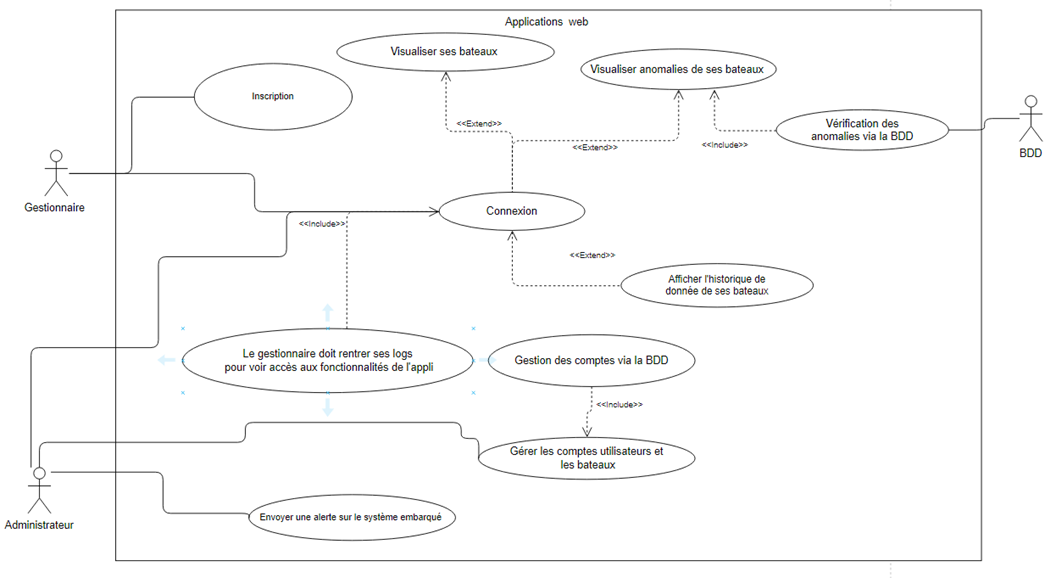 Applications web
Visualiser ses bateaux
Visualiser anomalies de ses bateaux
Inscription
<<Extend>>
Vérification des
anomalies via la BDD
<<Extend>>
<<Include>>
BDD
Gestionnaire
Connexion
<<Include>>
<<Extend>>
Afficher l'historique de
donnée de ses bateaux
Le gestionnaire doit rentrer ses logs
pour voir accès aux fonctionnalités de l'appli
Gestion des comptes via la BDD
<<Include>>
Gérer les comptes utilisateurs et
les bateaux
Administrateur
Envoyer une alerte sur le système embarqué